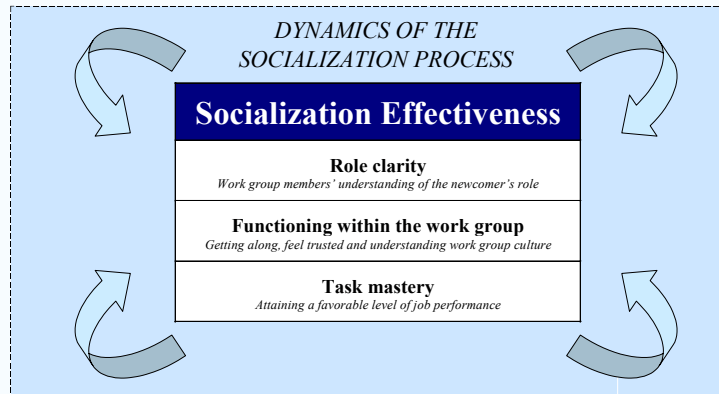 DYNAMICS OF THE
SOCIALIZATION PROCESS
Socialization Effectiveness
Role clarity
Work group members’ understanding of the newcomer’s role
Functioning within the work group
Getting along, feel trusted and understanding work group culture
Task mastery
Attaining a favorable level of job performance